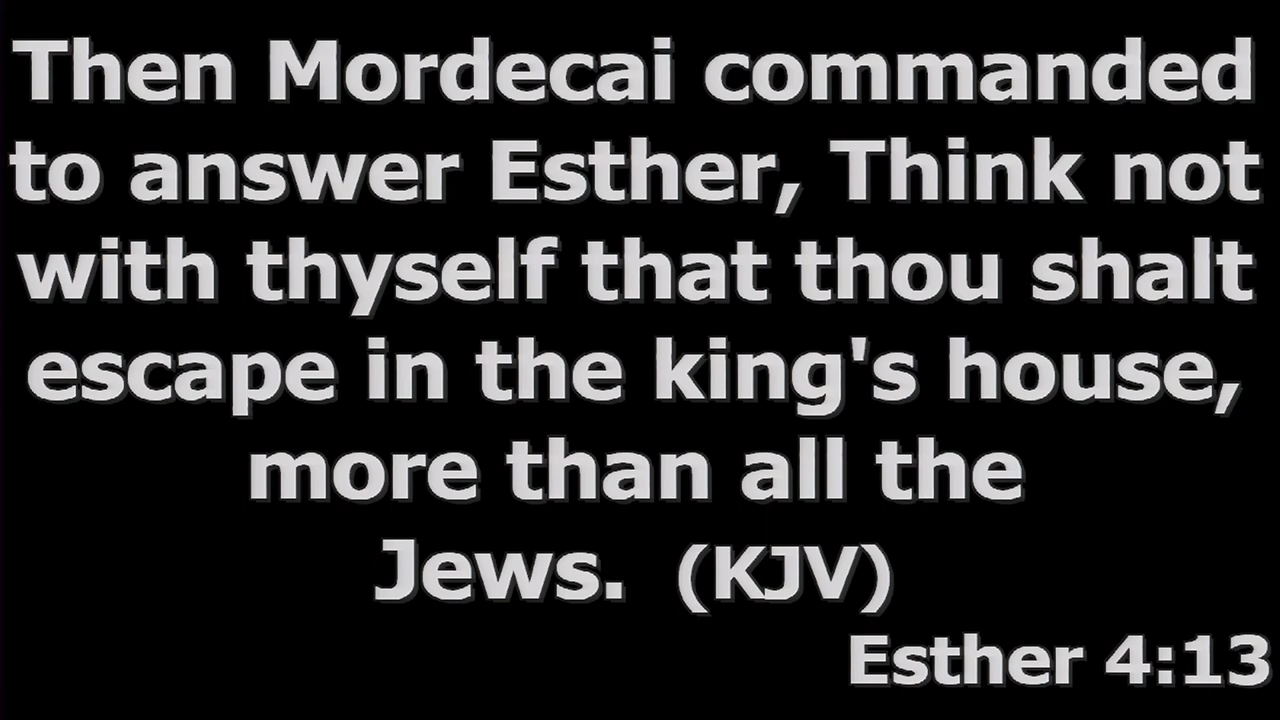 Then Mordecai commanded
to answer Esther, Think not
with thyself that thou shalt
escape in the king's house,
more than all the
Jews. (KJV)
Esther 4:13